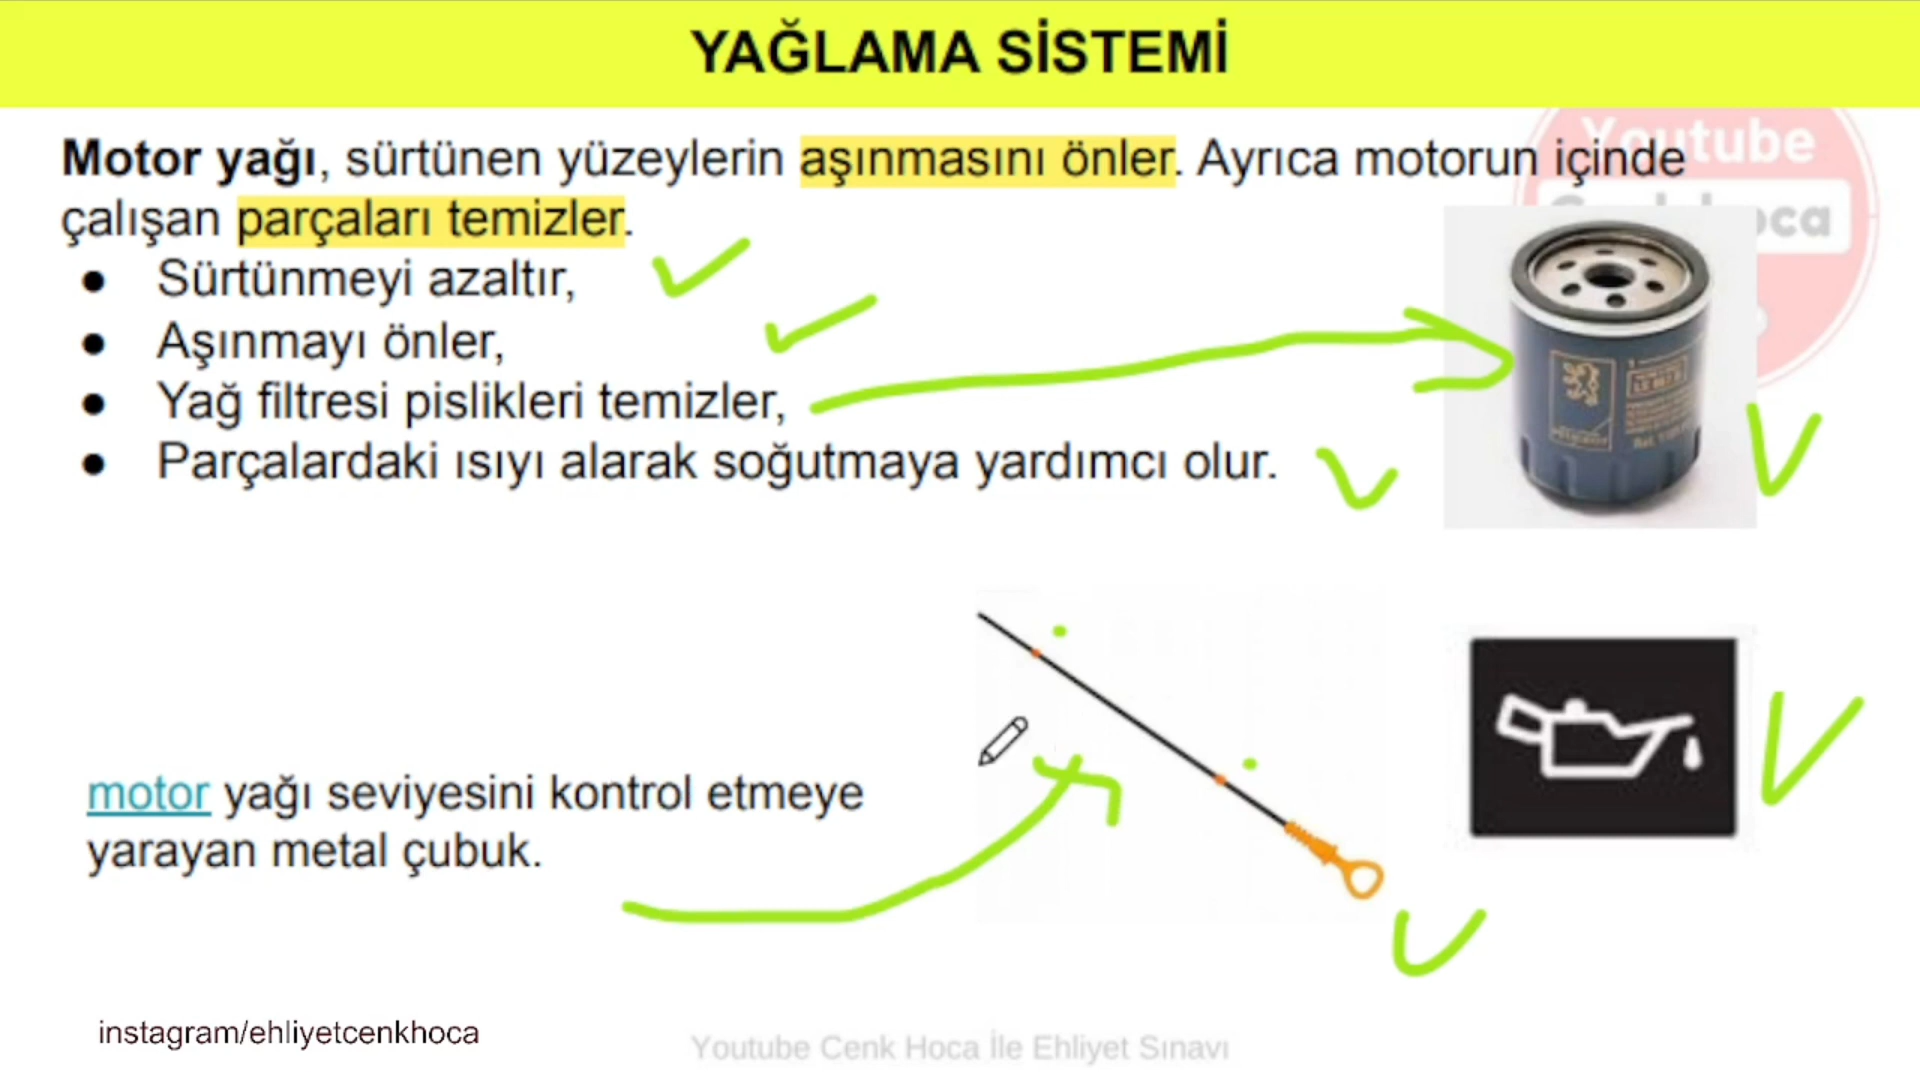 YAĞLAMA SİSTEMİ
Motor yağı, sürtünen yüzeylerin aşınmasını önler. Ayrıca motorun içinde
çalışan parçaları temizler.
● Sürtünmeyi azaltır,
● Aşınmayı önler,
● Yağ filtresi pislikleri temizler,
● Parçalardaki ısıyı alarak soğutmaya yardımcı olur.
Youtube
motor yağı seviyesini kontrol etmeye
yarayan metal çubuk.
instagram/ehliyetcenkhoca
Youtube Cenk Hoca İle Ehliyet Sınavı